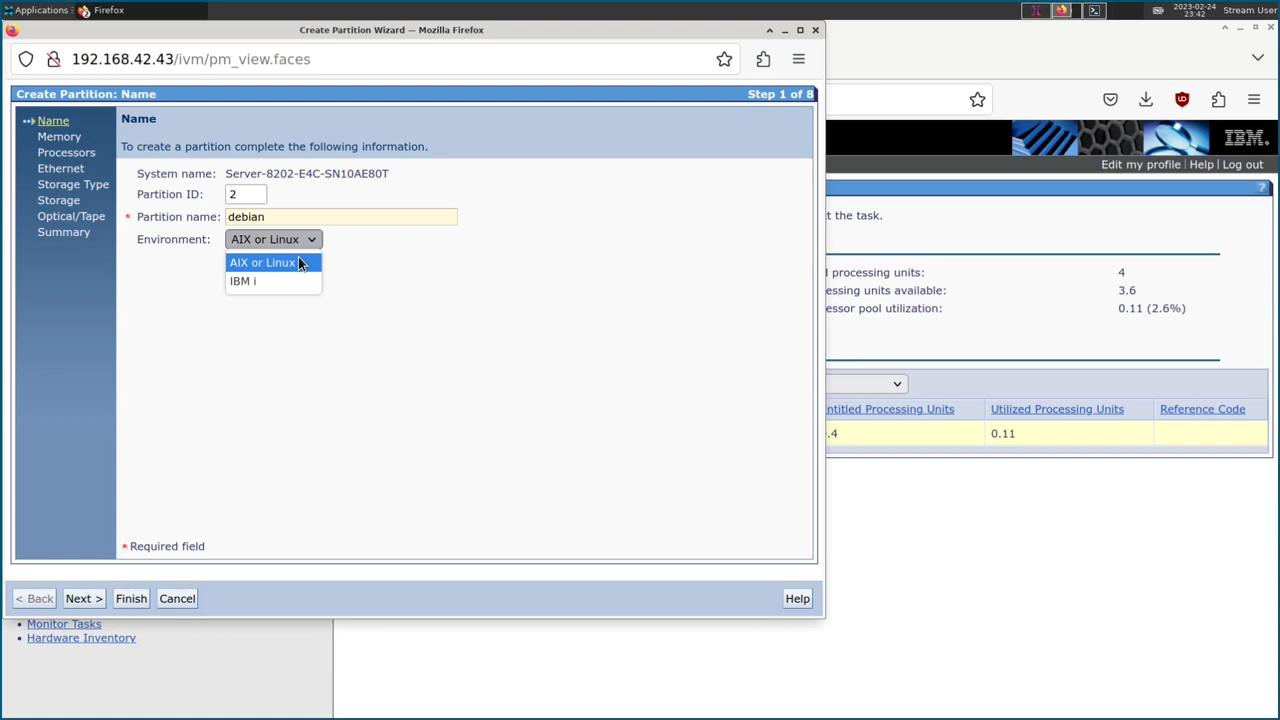 Applications
Firefox
2023-02-24
23:42
Stream User
Create Partition Wizard — Mozilla Firefox
192.168.42.43/ivm/pm_view.faces
Create Partition: Name
Step 1 of 8
Name
Memory
Processors
Ethernet
Storage Type
Storage
Optical/Tape
Summary
Name
To create a partition complete the following information.
System name: Server-8202-E4C-SN10AE80T
Partition ID: 2
* Partition name: debian
Environment: AIX or Linux
AIX or Linux
IBM i
* Required field
< Back
Next >
Finish
Cancel
Help
IBM.
Edit my profile | Help | Log out
?
t the task.
processing units: 4
essing units available: 3.6
essor pool utilization: 0.11 (2.6%)
ntitled Processing Units
Utilized Processing Units
Reference Code
.4
0.11
Monitor Tasks
Hardware Inventory